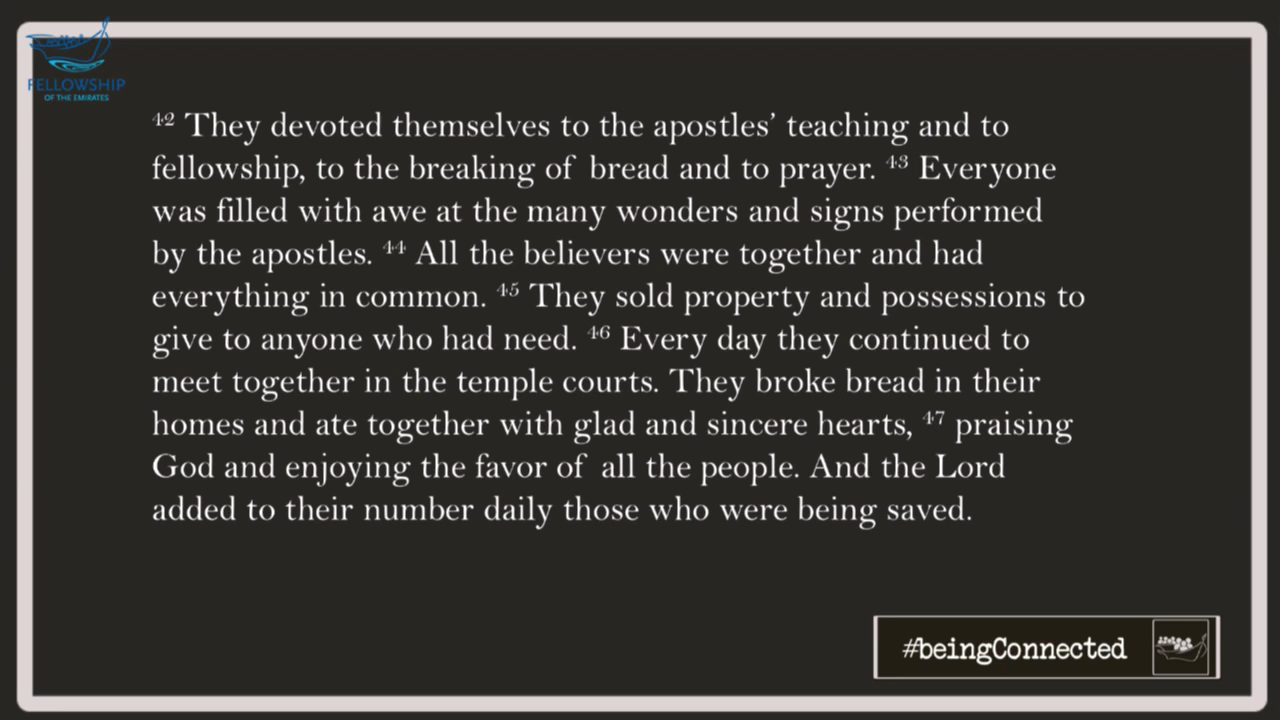 FELLOWSHIP
OF THE EMIRATES
42 They devoted themselves to the apostles’ teaching and to
fellowship, to the breaking of bread and to prayer. 43 Everyone
was filled with awe at the many wonders and signs performed
by the apostles. 44 All the believers were together and had
everything in common. 45 They sold property and possessions to
give to anyone who had need. 46 Every day they continued to
meet together in the temple courts. They broke bread in their
homes and ate together with glad and sincere hearts, 47 praising
God and enjoying the favor of all the people. And the Lord
added to their number daily those who were being saved.
#beingConnected